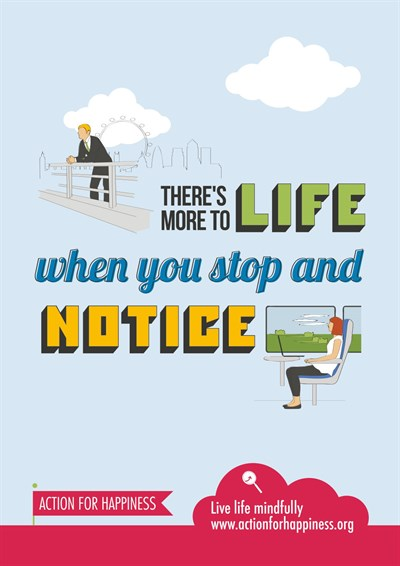 THERE'S
MORE TO LIFE
when you stop and
NOTICE
ACTION FOR HAPPINESS
Live life mindfully
www.actionforhappiness.org